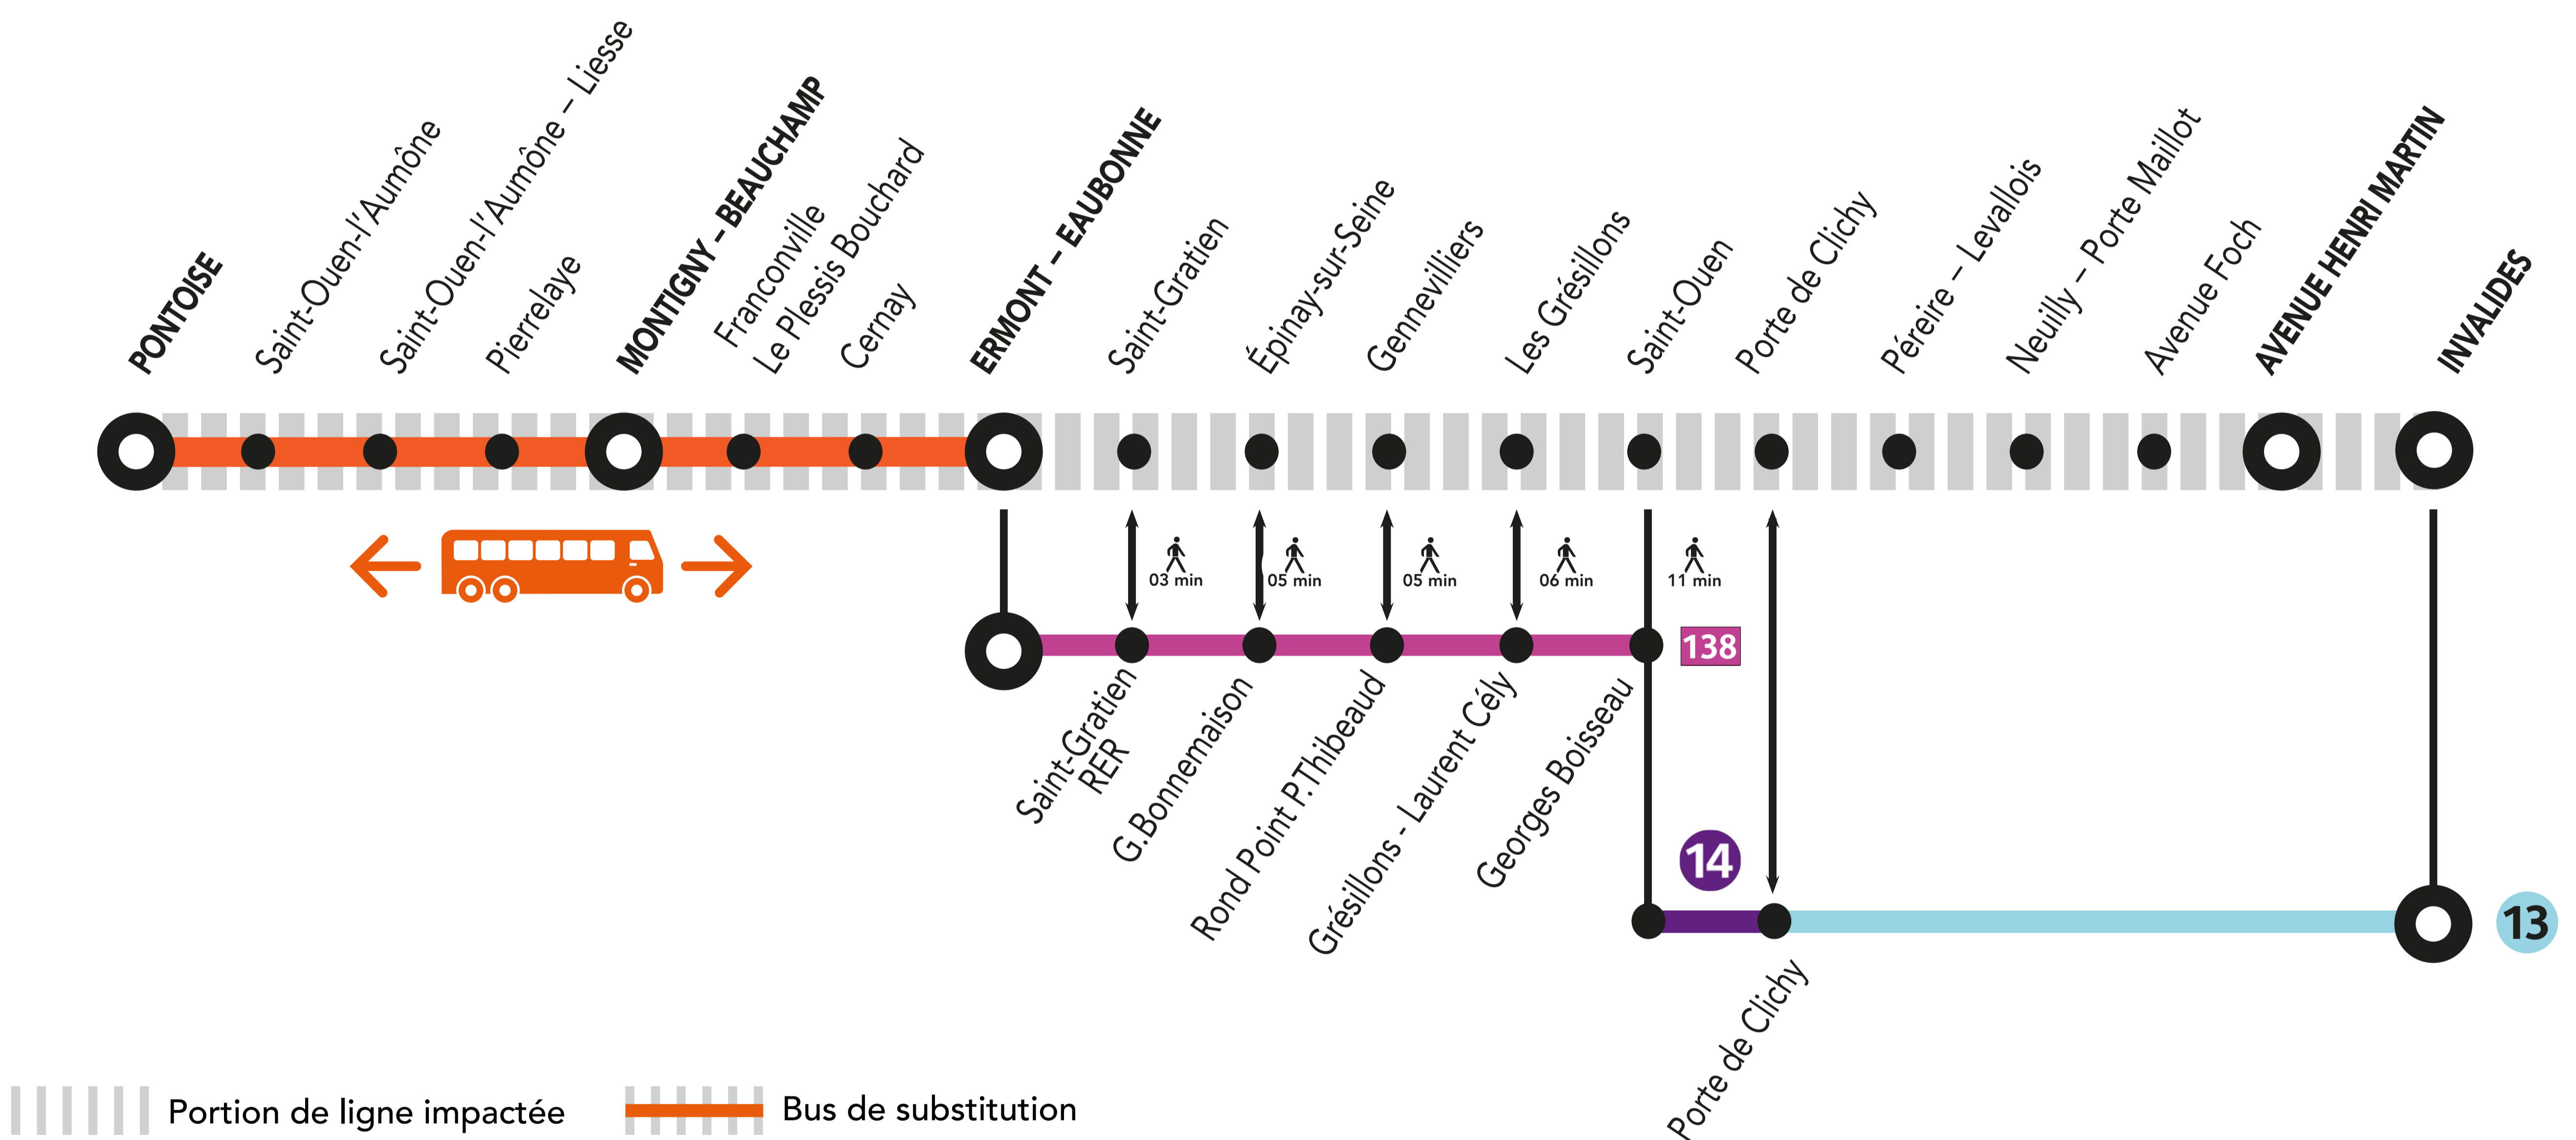 PONTOISE
Saint-Ouen-l'Aumône
Saint-Ouen-l'Aumône – Liesse
Pierrelaye
MONTIGNY – BEAUCHAMP
Franconville
Le Plessis Bouchard
Cernay
ERMONT – EAUBONNE
Saint-Gratien
Épinay-sur-Seine
Gennevilliers
Les Grésillons
Saint-Ouen
Porte de Clichy
Péreire – Levallois
Neuilly – Porte Maillot
Avenue Foch
AVENUE HENRI MARTIN
INVALIDES
03 min
05 min
05 min
06 min
11 min
138
Saint-Gratien
RER
G.Bonnemaison
Rond Point P.Thibeaud
Grésillons - Laurent Cély
Georges Boisseau
14
13
Porte de Clichy
Portion de ligne impactée
Bus de substitution